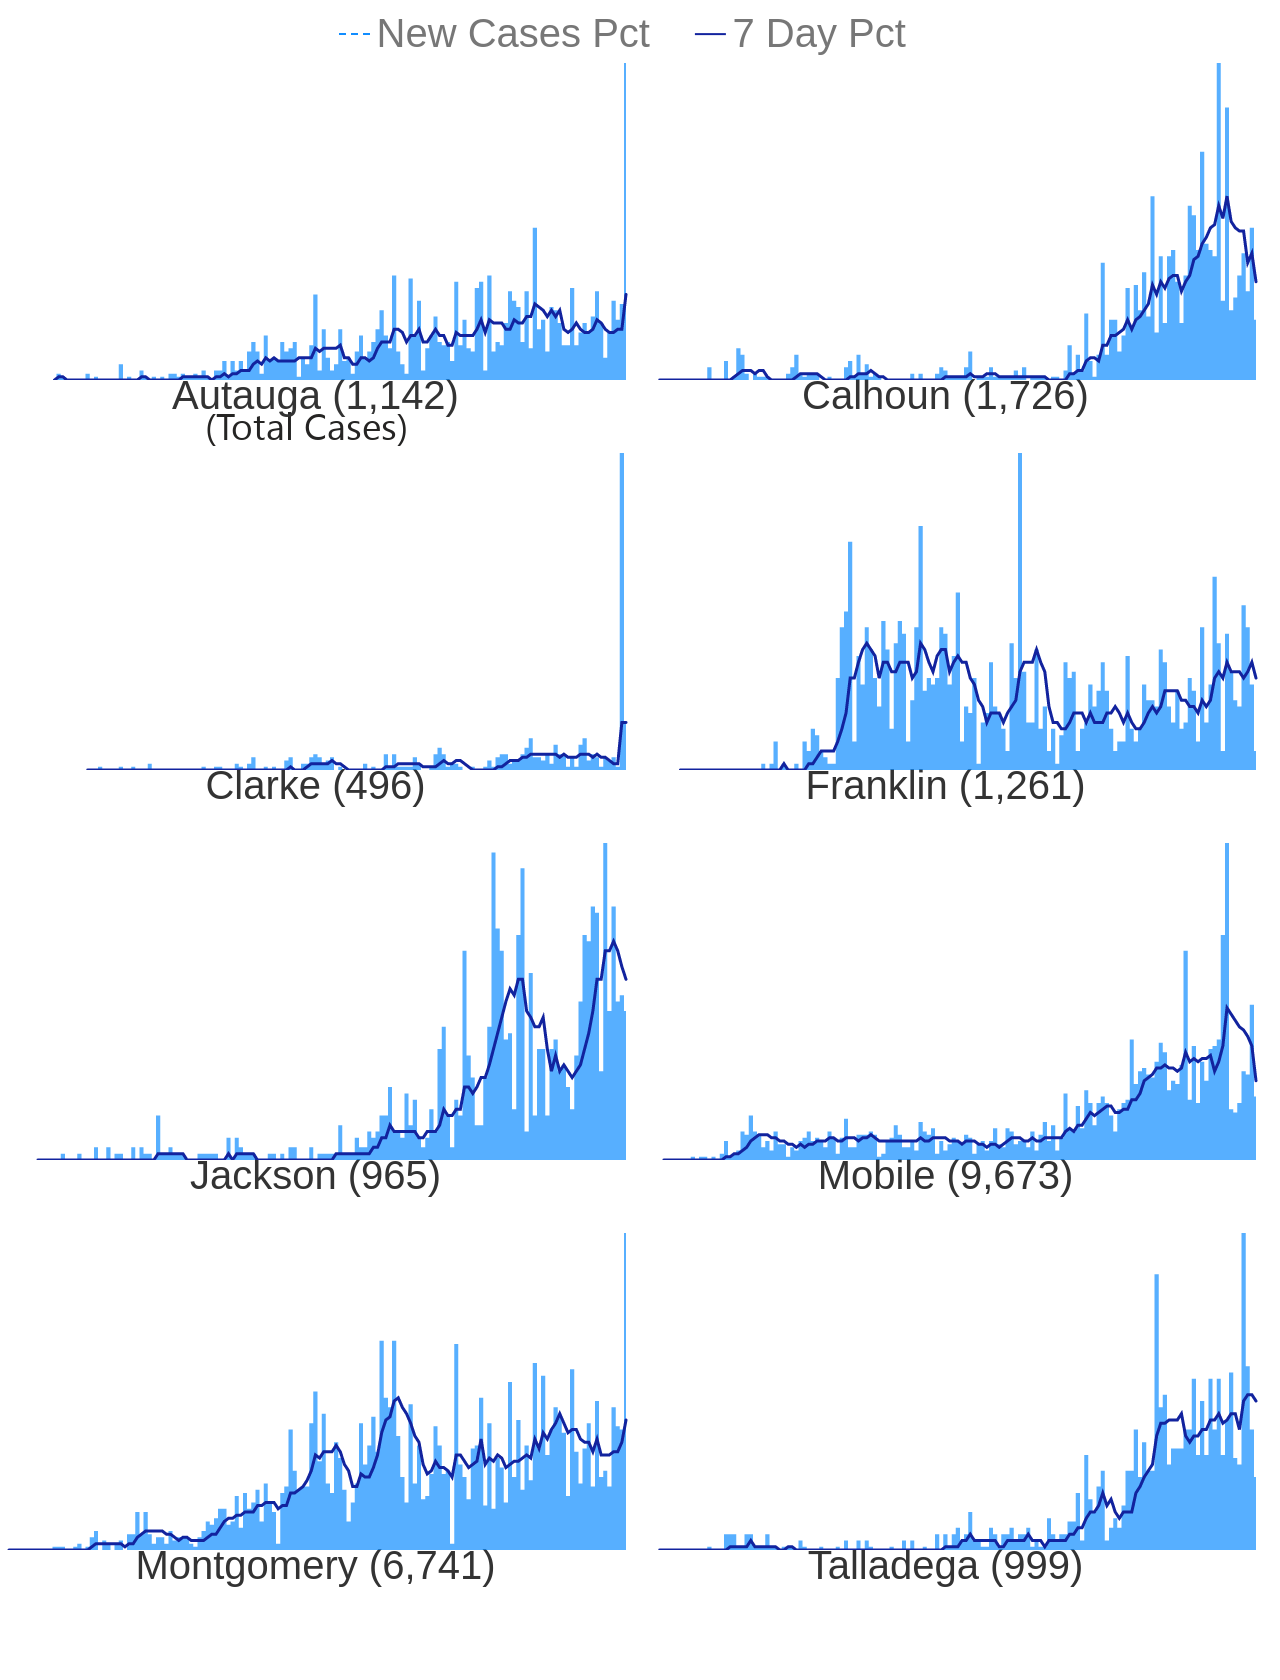 New Cases Pct 7 Day Pct
Autauga (1,142) Calhoun (1,726)
(Total Cases)
Clarke (496) Franklin (1,261)
Jackson (965) Mobile (9,673)
Montgomery (6,741) Talladega (999)